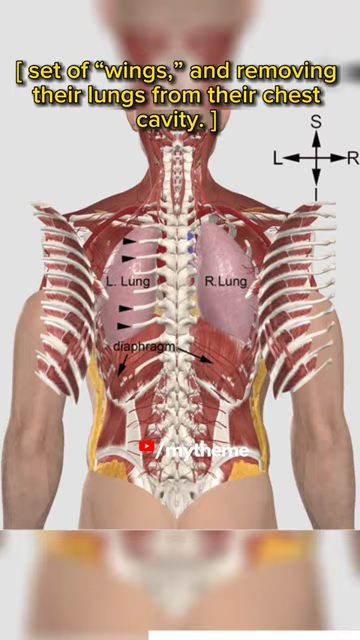 [ set of “wings,” and removing
their lungs from their chest
cavity. ]
S
L R
I
L. Lung R.Lung
diaphragm
/mytheme